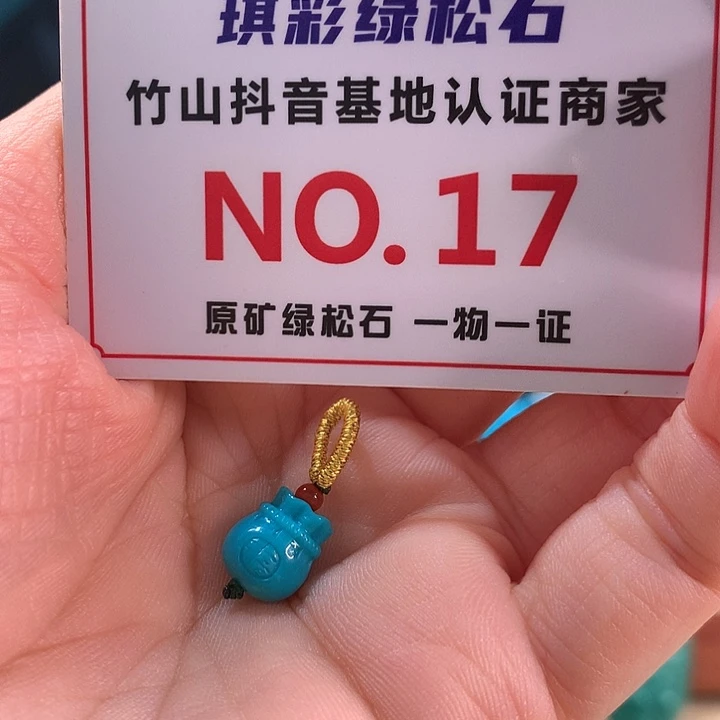 琪彩绿松石
竹山抖音基地认证商家
NO.17
原矿绿松石 一物一证